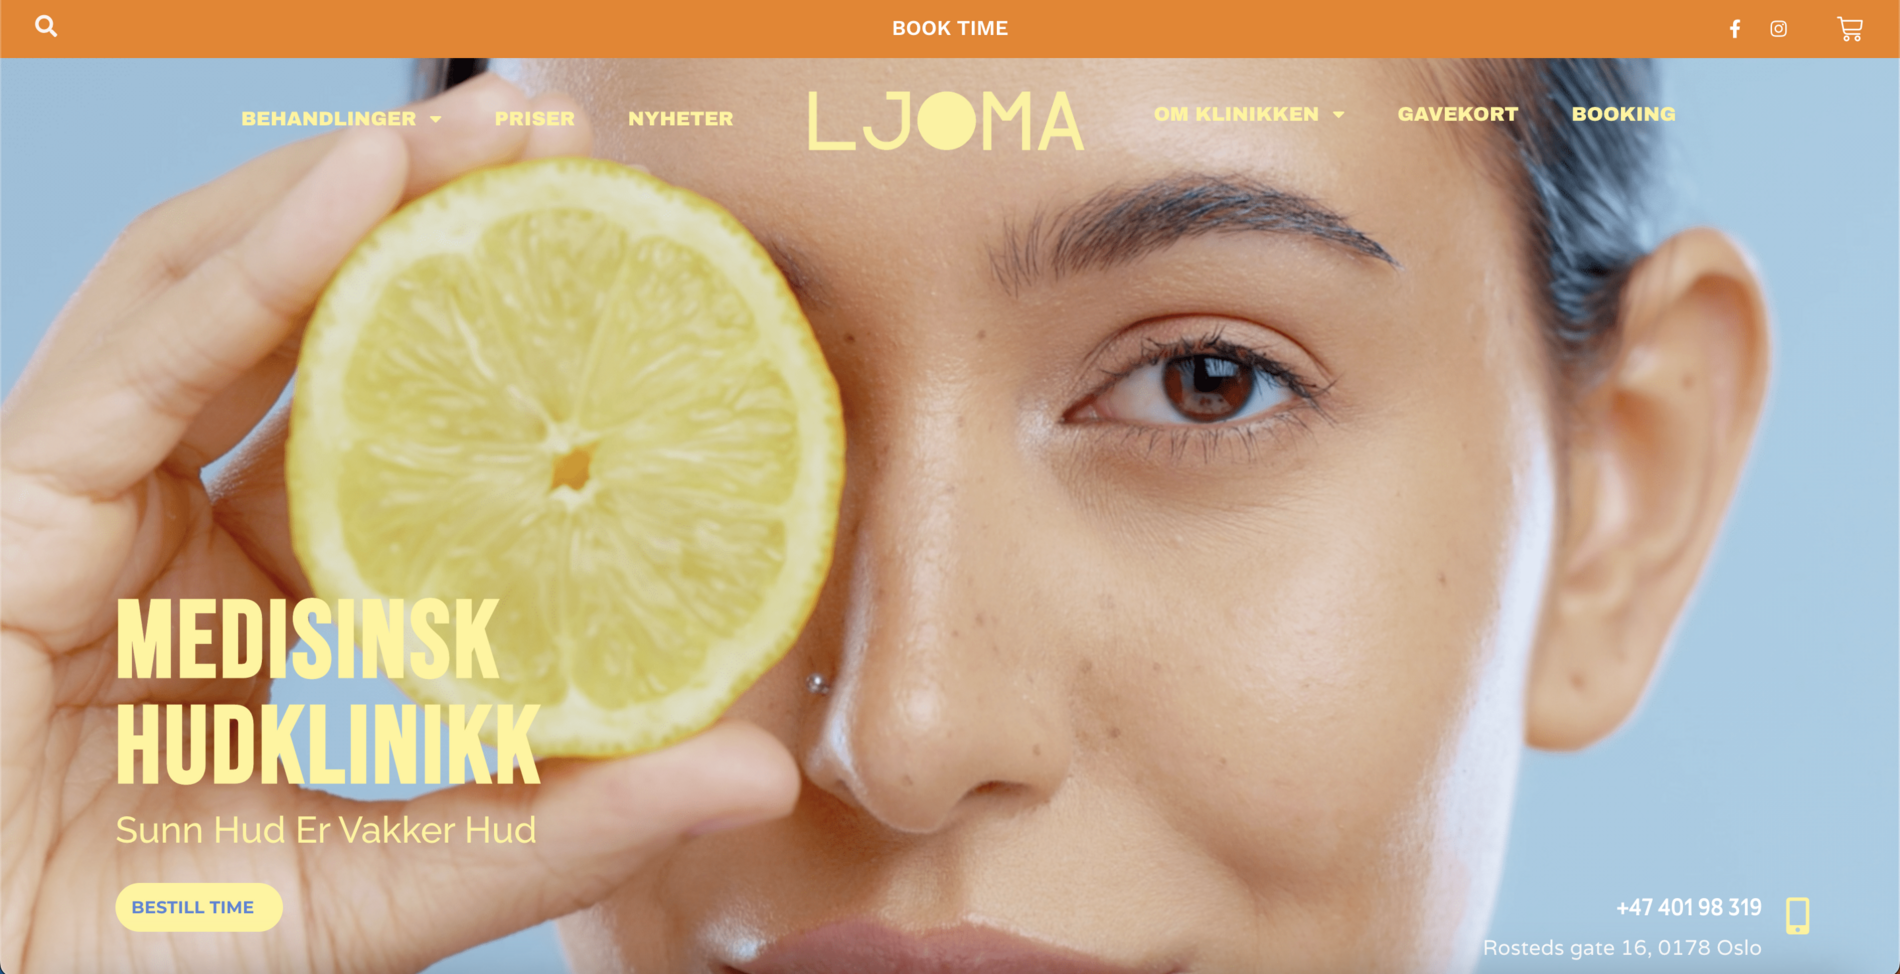 BOOK TIME
BEHANDLINGER PRISER NYHETER LJOMA OM KLINIKKEN GAVEKORT BOOKING
MEDISINSK
HUDKLINIKK
Sunn Hud Er Vakker Hud
BESTILL TIME
+47 401 98 319
Rosteds gate 16, 0178 Oslo